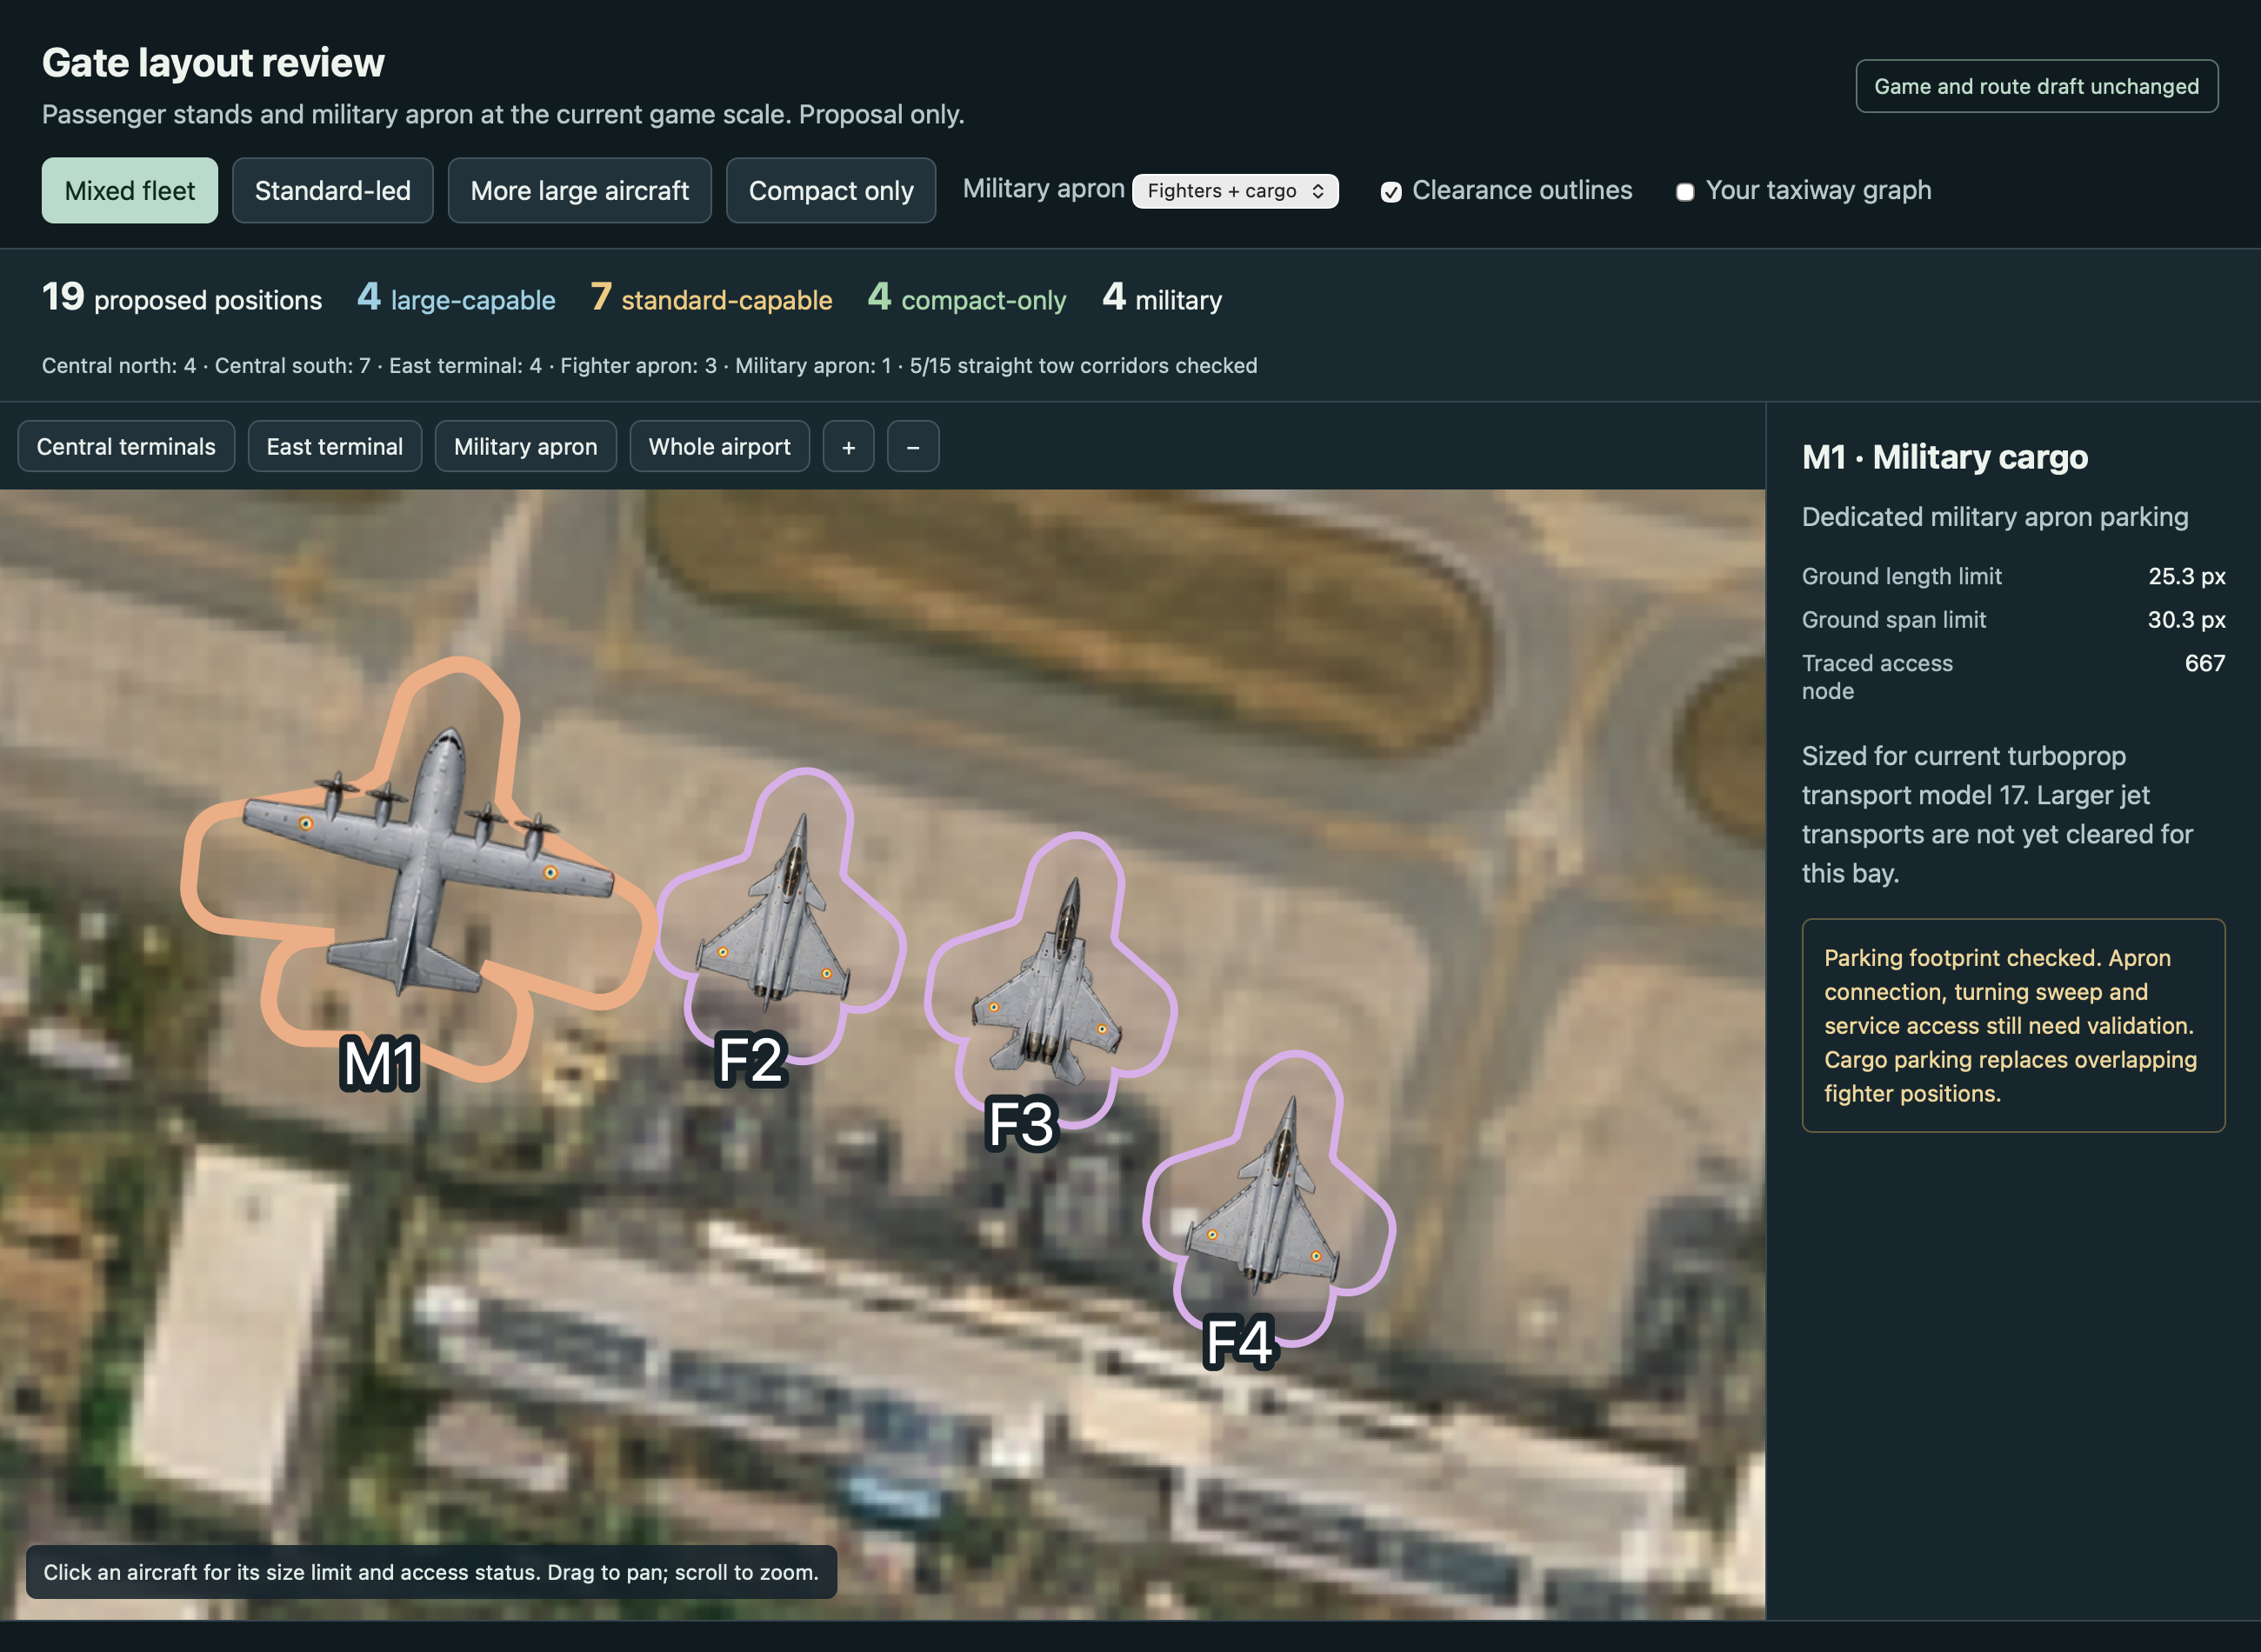 Gate layout review
Passenger stands and military apron at the current game scale. Proposal only.
Game and route draft unchanged
Mixed fleet
Standard-led
More large aircraft
Compact only
Military apron
Fighters + cargo
Clearance outlines
Your taxiway graph
19 proposed positions
4 large-capable
7 standard-capable
4 compact-only
4 military
Central north: 4 · Central south: 7 · East terminal: 4 · Fighter apron: 3 · Military apron: 1 · 5/15 straight tow corridors checked
Central terminals
East terminal
Military apron
Whole airport
+
−
M1
F2
F3
F4
Click an aircraft for its size limit and access status. Drag to pan; scroll to zoom.
M1 · Military cargo
Dedicated military apron parking
Ground length limit 25.3 px
Ground span limit 30.3 px
Traced access 667
node
Sized for current turboprop
transport model 17. Larger jet
transports are not yet cleared for
this bay.
Parking footprint checked. Apron
connection, turning sweep and
service access still need validation.
Cargo parking replaces overlapping
fighter positions.